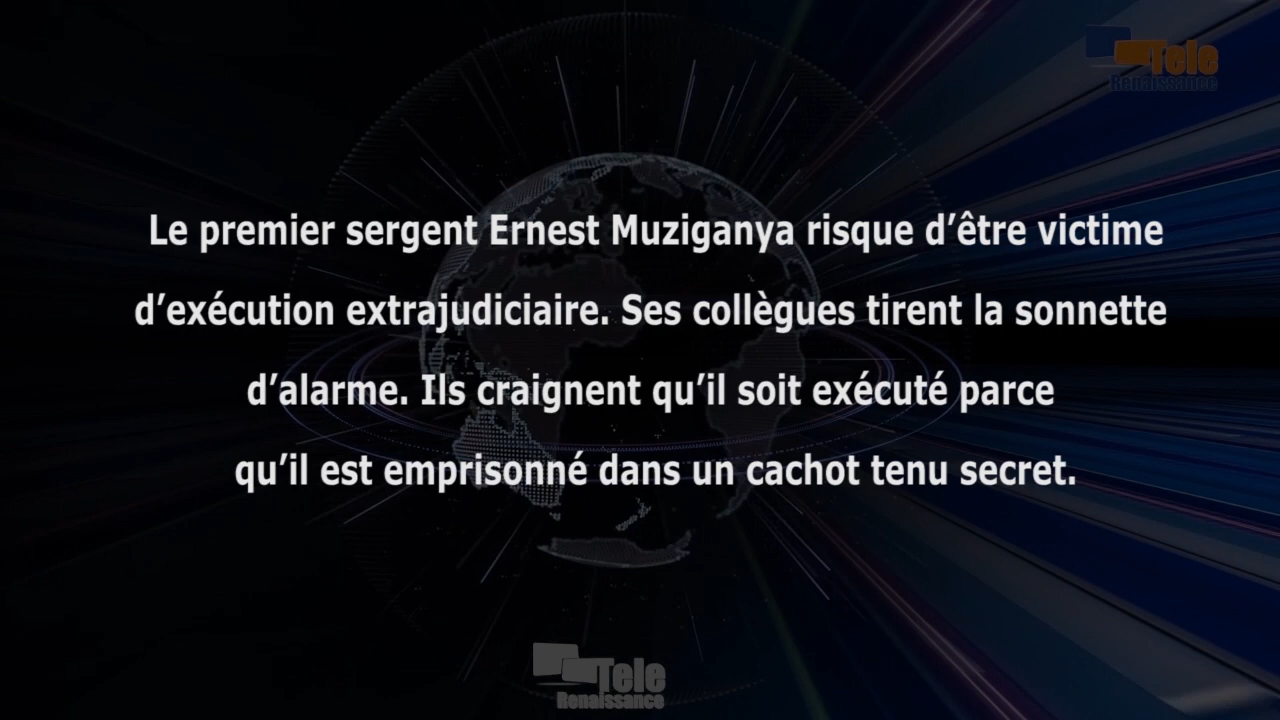 Tele
Renaissance
Le premier sergent Ernest Muziganya risque d’être victime
d’exécution extrajudiciaire. Ses collègues tirent la sonnette
d’alarme. Ils craignent qu’il soit exécuté parce
qu’il est emprisonné dans un cachot tenu secret.
Tele
Renaissance